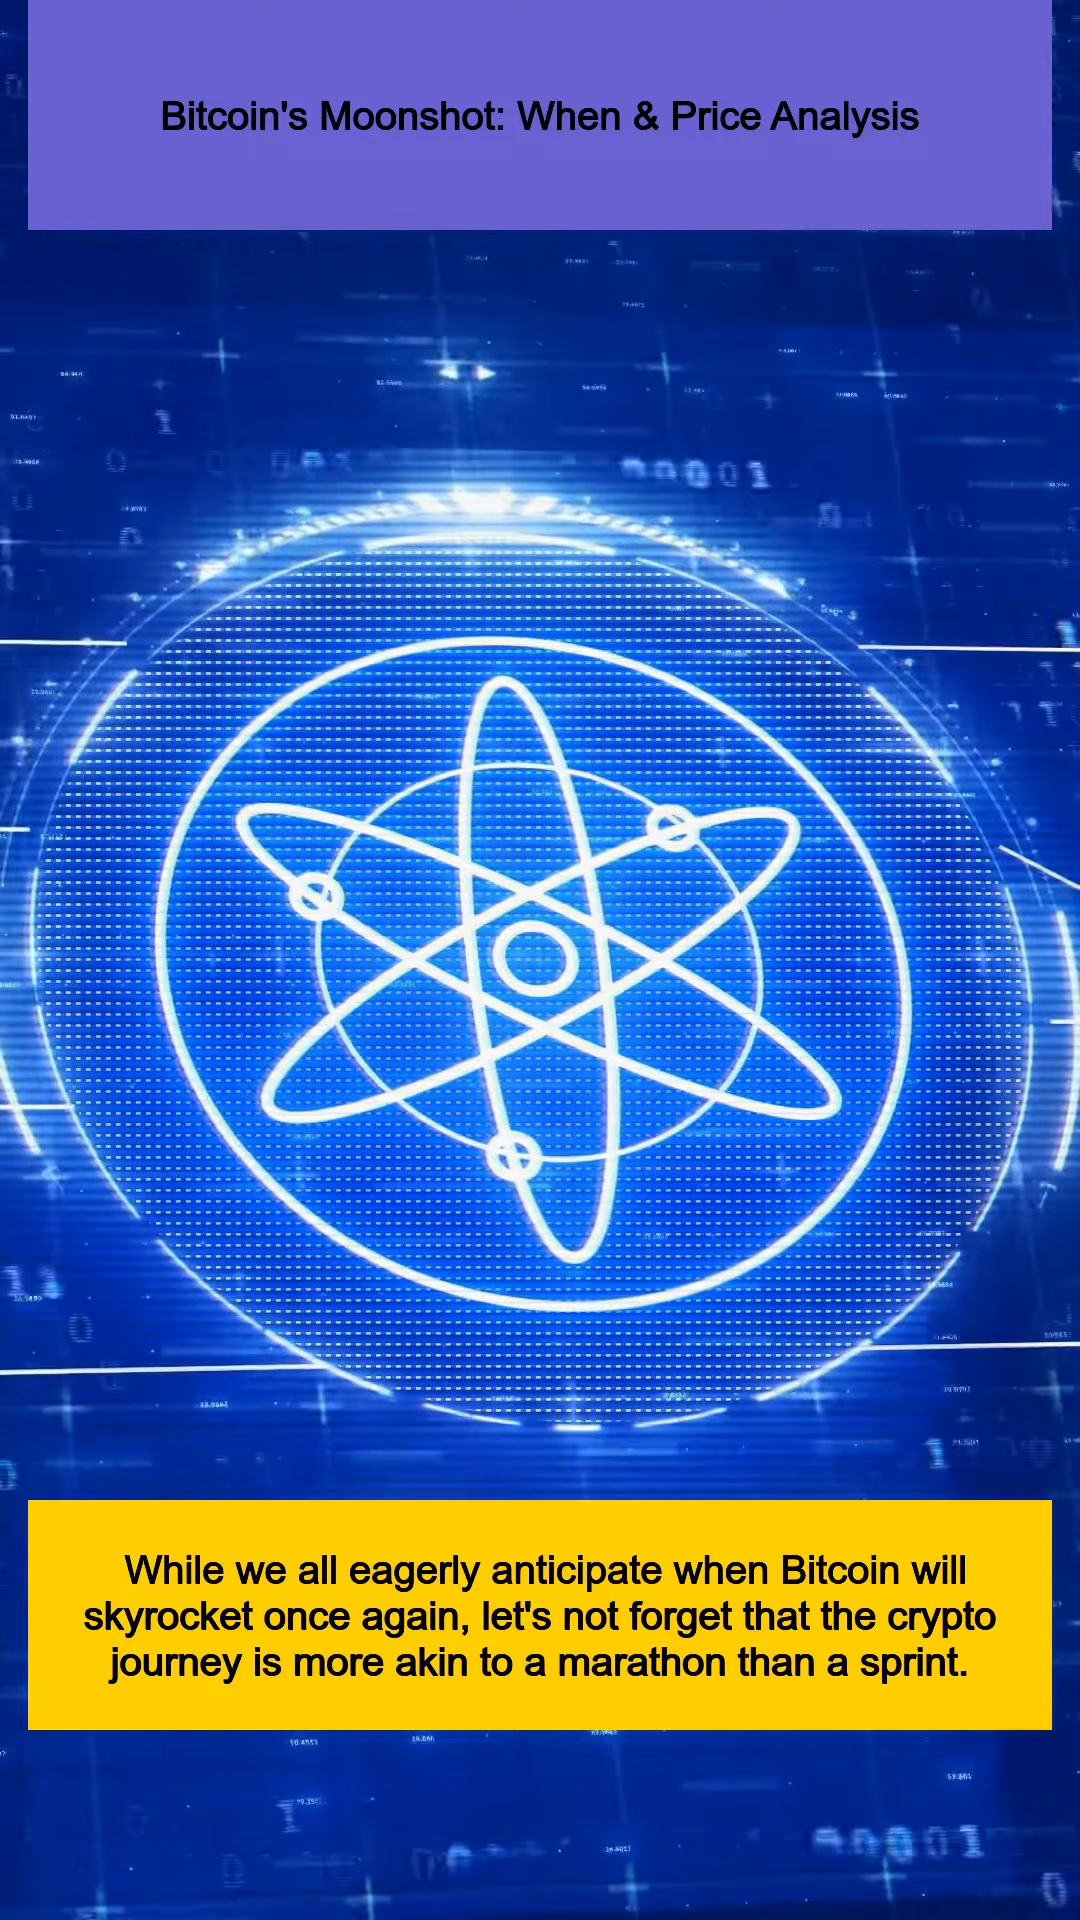 Bitcoin's Moonshot: When & Price Analysis
While we all eagerly anticipate when Bitcoin will
skyrocket once again, let's not forget that the crypto
journey is more akin to a marathon than a sprint.